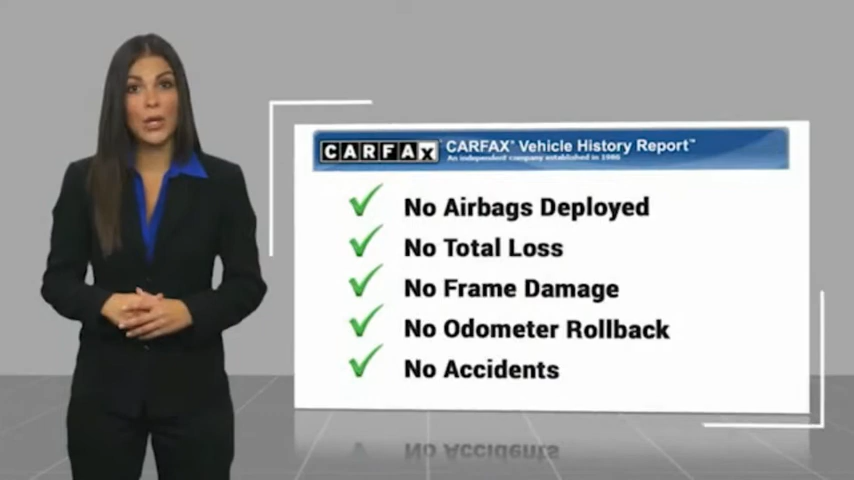 CARFAX CARFAX® Vehicle History Report™
An independent company established in 1986
No Airbags Deployed
No Total Loss
No Frame Damage
No Odometer Rollback
No Accidents